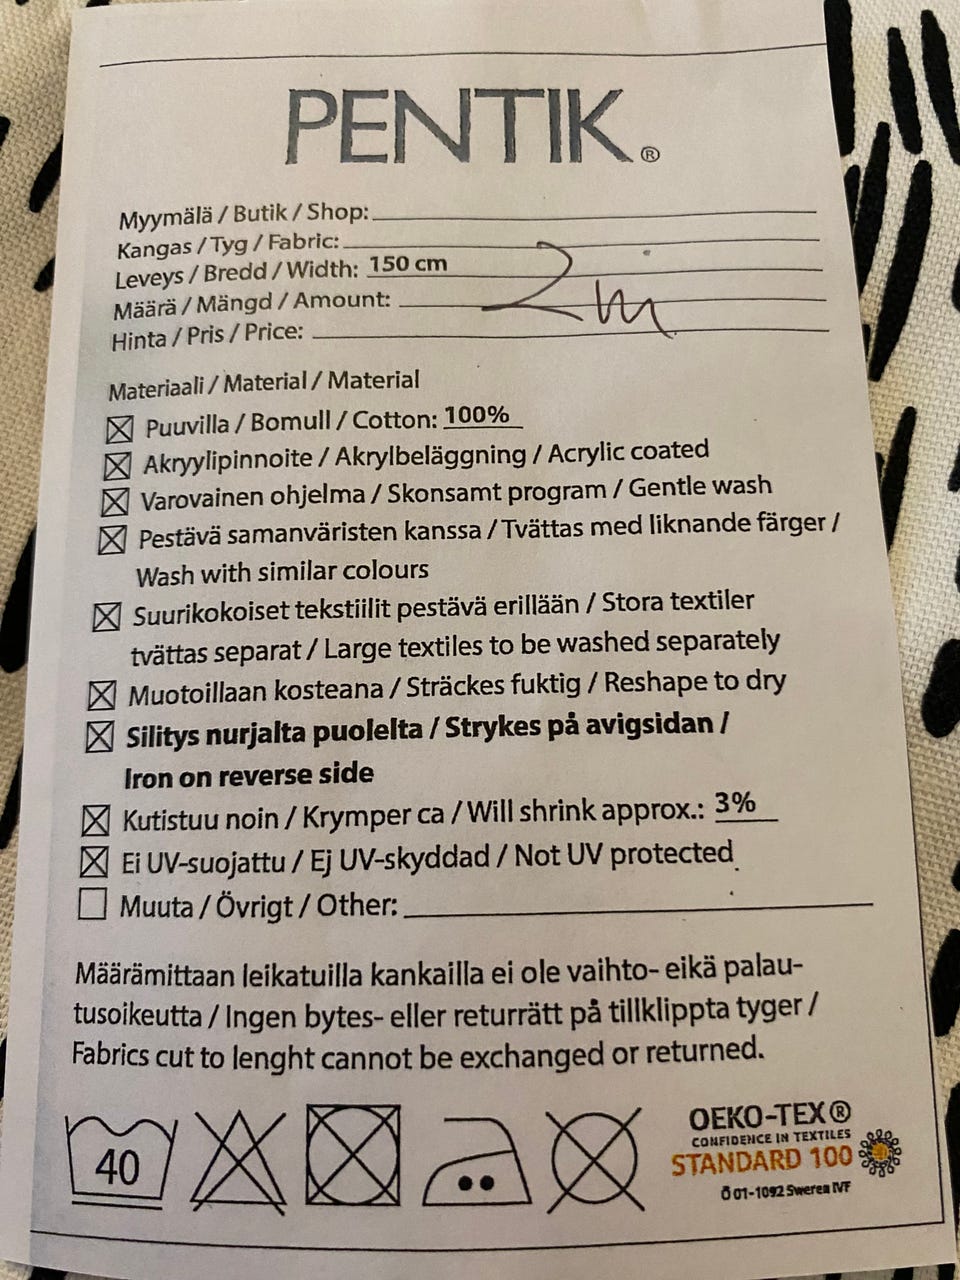 PENTIK®
Myymälä / Butik / Shop:
Kangas / Tyg / Fabric:
Leveys / Bredd / Width: 150 cm
Määrä / Mängd / Amount: 2 m
Hinta / Pris / Price:
Materiaali / Material / Material
Puuvilla / Bomull / Cotton: 100%
Akryylipinnoite / Akrylbeläggning / Acrylic coated
Varovainen ohjelma / Skonsamt program / Gentle wash
Pestävä samanväristen kanssa / Tvättas med liknande färger /
Wash with similar colours
Suurikokoiset tekstiilit pestävä erillään / Stora textiler
tvättas separat / Large textiles to be washed separately
Muotoillaan kosteana / Sträckes fuktig / Reshape to dry
Silitys nurjalta puolelta / Strykes på avigsidan /
Iron on reverse side
Kutistuu noin / Krymper ca / Will shrink approx.: 3%
Ei UV-suojattu / Ej UV-skyddad / Not UV protected
Muuta / Övrigt / Other:
Määrämittaan leikatuilla kankailla ei ole vaihto- eikä palau-
tusoikeutta / Ingen bytes- eller returrätt på tillklippta tyger /
Fabrics cut to lenght cannot be exchanged or returned.
40
OEKO-TEX®
CONFIDENCE IN TEXTILES
STANDARD 100
Ö 01-1092 Swerea IVF